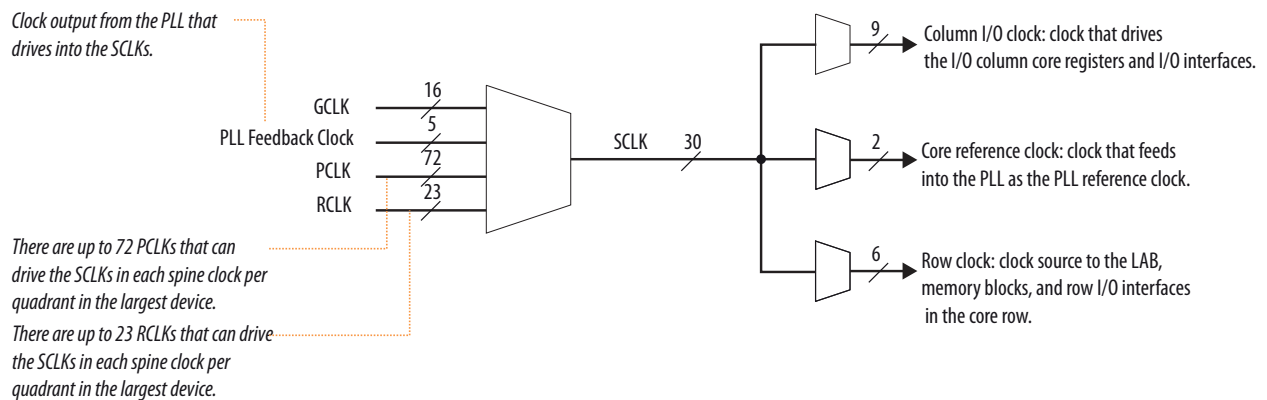 Clock output from the PLL that
drives into the SCLKs.
GCLK
16
PLL Feedback Clock
5
PCLK
72
RCLK
23
SCLK
30
9
Column I/O clock: clock that drives
the I/O column core registers and I/O interfaces.
2
Core reference clock: clock that feeds
into the PLL as the PLL reference clock.
6
Row clock: clock source to the LAB,
memory blocks, and row I/O interfaces
in the core row.
There are up to 72 PCLKs that can
drive the SCLKs in each spine clock per
quadrant in the largest device.
There are up to 23 RCLKs that can drive
the SCLKs in each spine clock per
quadrant in the largest device.